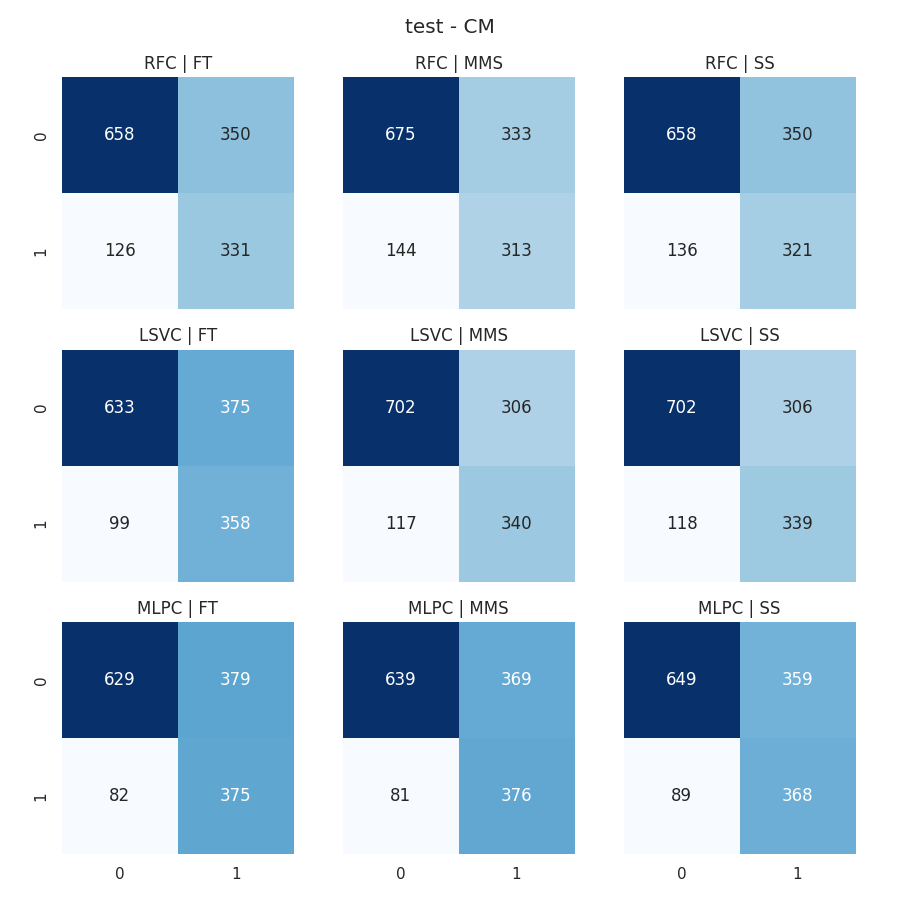 test - CM
RFC | FT
RFC | MMS
RFC | SS
0
658 350
675 333
658 350
1
126 331
144 313
136 321
LSVC | FT
LSVC | MMS
LSVC | SS
0
633 375
702 306
702 306
1
99 358
117 340
118 339
MLPC | FT
MLPC | MMS
MLPC | SS
0
629 379
639 369
649 359
1
82 375
81 376
89 368
0 1
0 1
0 1